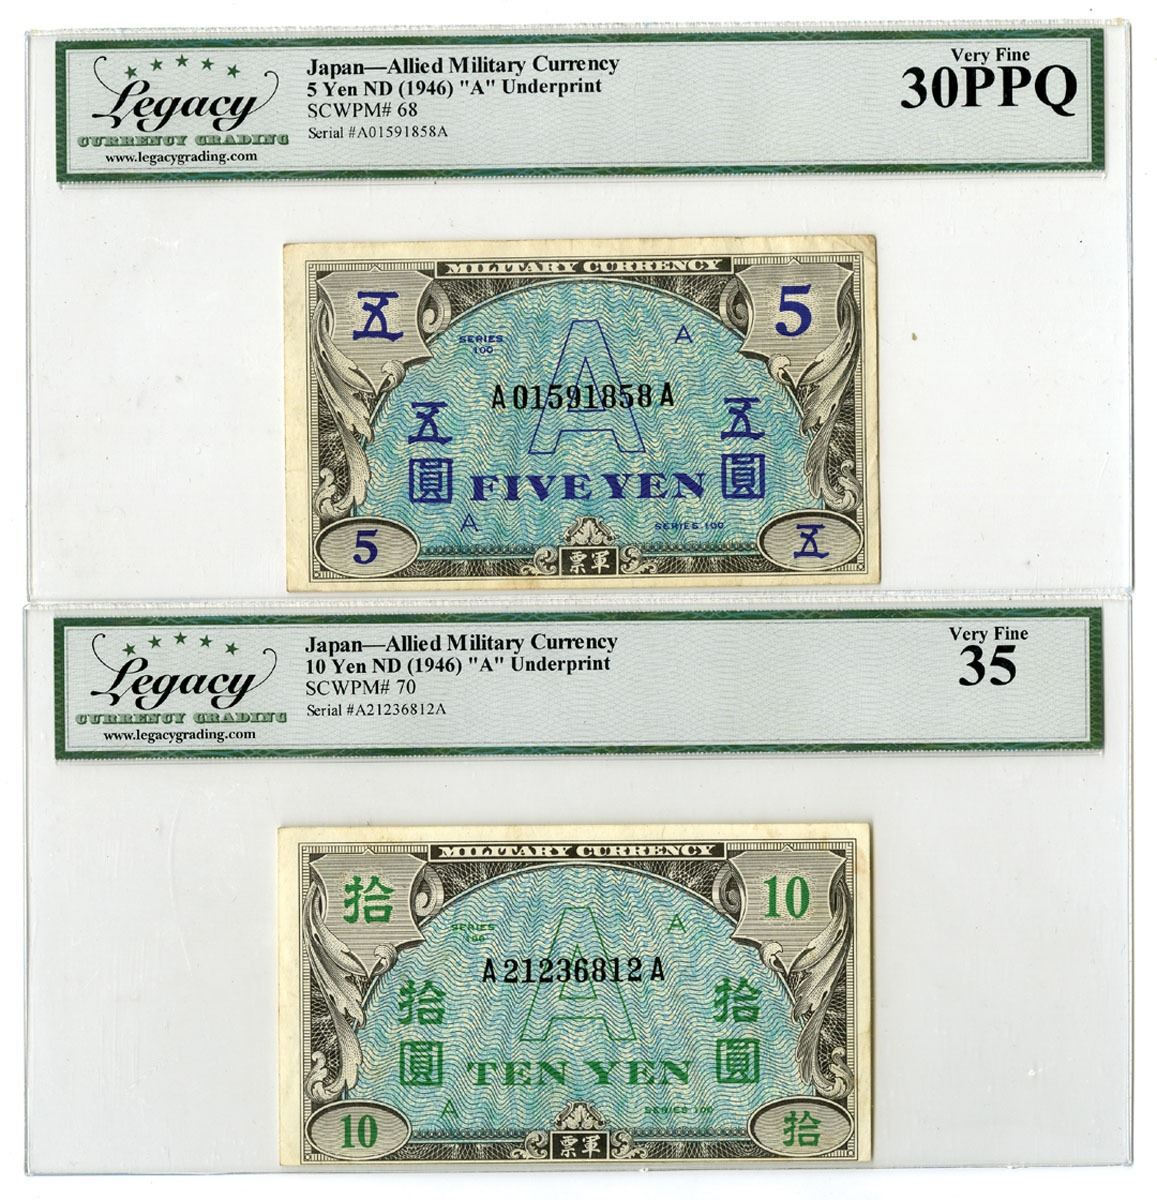 Legacy
CURRENCY GRADING
www.legacygrading.com
Japan—Allied Military Currency
5 Yen ND (1946) "A" Underprint
SCWPM# 68
Serial #A01591858A
Very Fine
30PPQ
MILITARY CURRENCY
五
5
SERIES
100
A
A
A01591858A
五
圓
五
圓
FIVE YEN
A
SERIES 100
5
票軍
五
Legacy
CURRENCY GRADING
www.legacygrading.com
Japan—Allied Military Currency
10 Yen ND (1946) "A" Underprint
SCWPM# 70
Serial #A21236812A
Very Fine
35
MILITARY CURRENCY
拾
10
SERIES
100
A
A
A21236812A
拾
圓
拾
圓
TEN YEN
A
SERIES 100
10
票軍
拾